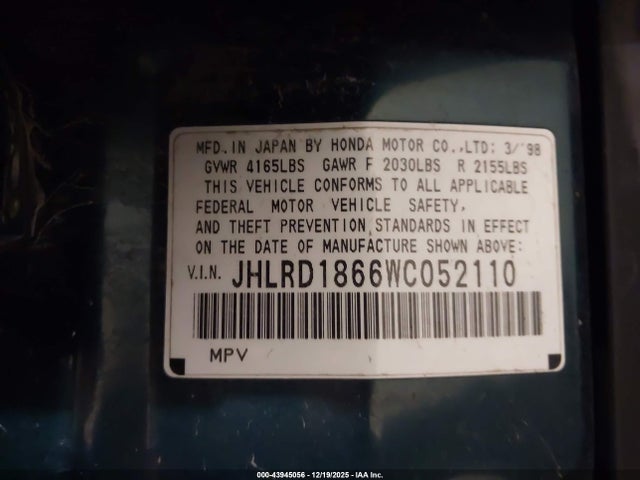 MFD. IN JAPAN BY HONDA MOTOR CO.,LTD: 3/'98
GVWR 4165LBS GAWR F 2030LBS R 2155LBS
THIS VEHICLE CONFORMS TO ALL APPLICABLE
FEDERAL MOTOR VEHICLE SAFETY,
AND THEFT PREVENTION STANDARDS IN EFFECT
ON THE DATE OF MANUFACTURE SHOWN ABOVE:
V.I.N. JHLRD1866WC052110
MPV
000-43945056 - 12/19/2025 - IAA Inc.